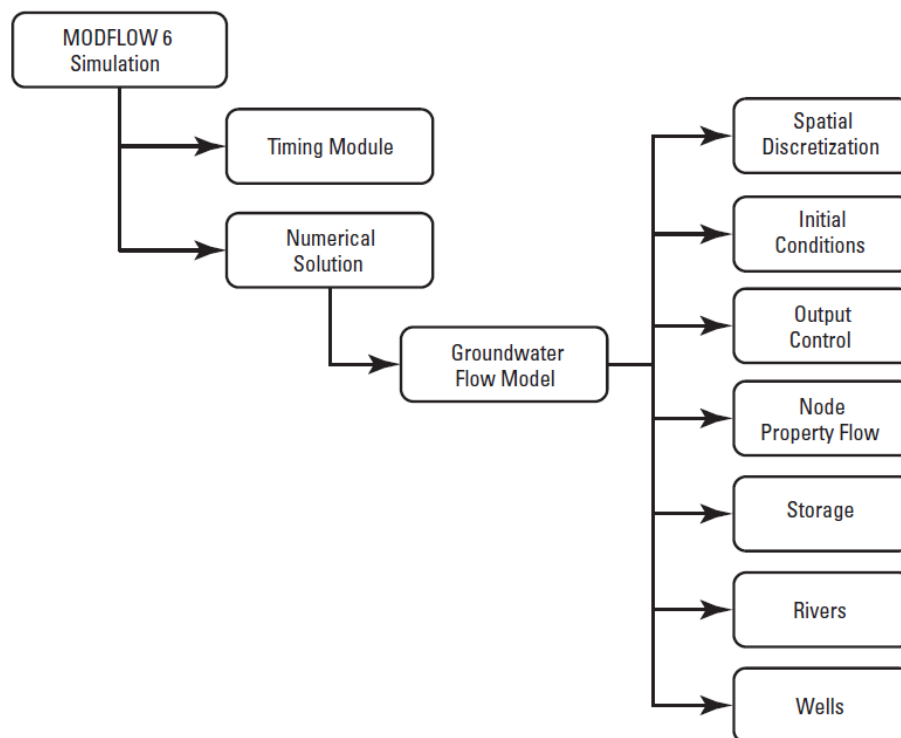 MODFLOW 6
Simulation
Timing Module
Numerical
Solution
Groundwater
Flow Model
Spatial
Discretization
Initial
Conditions
Output
Control
Node
Property Flow
Storage
Rivers
Wells